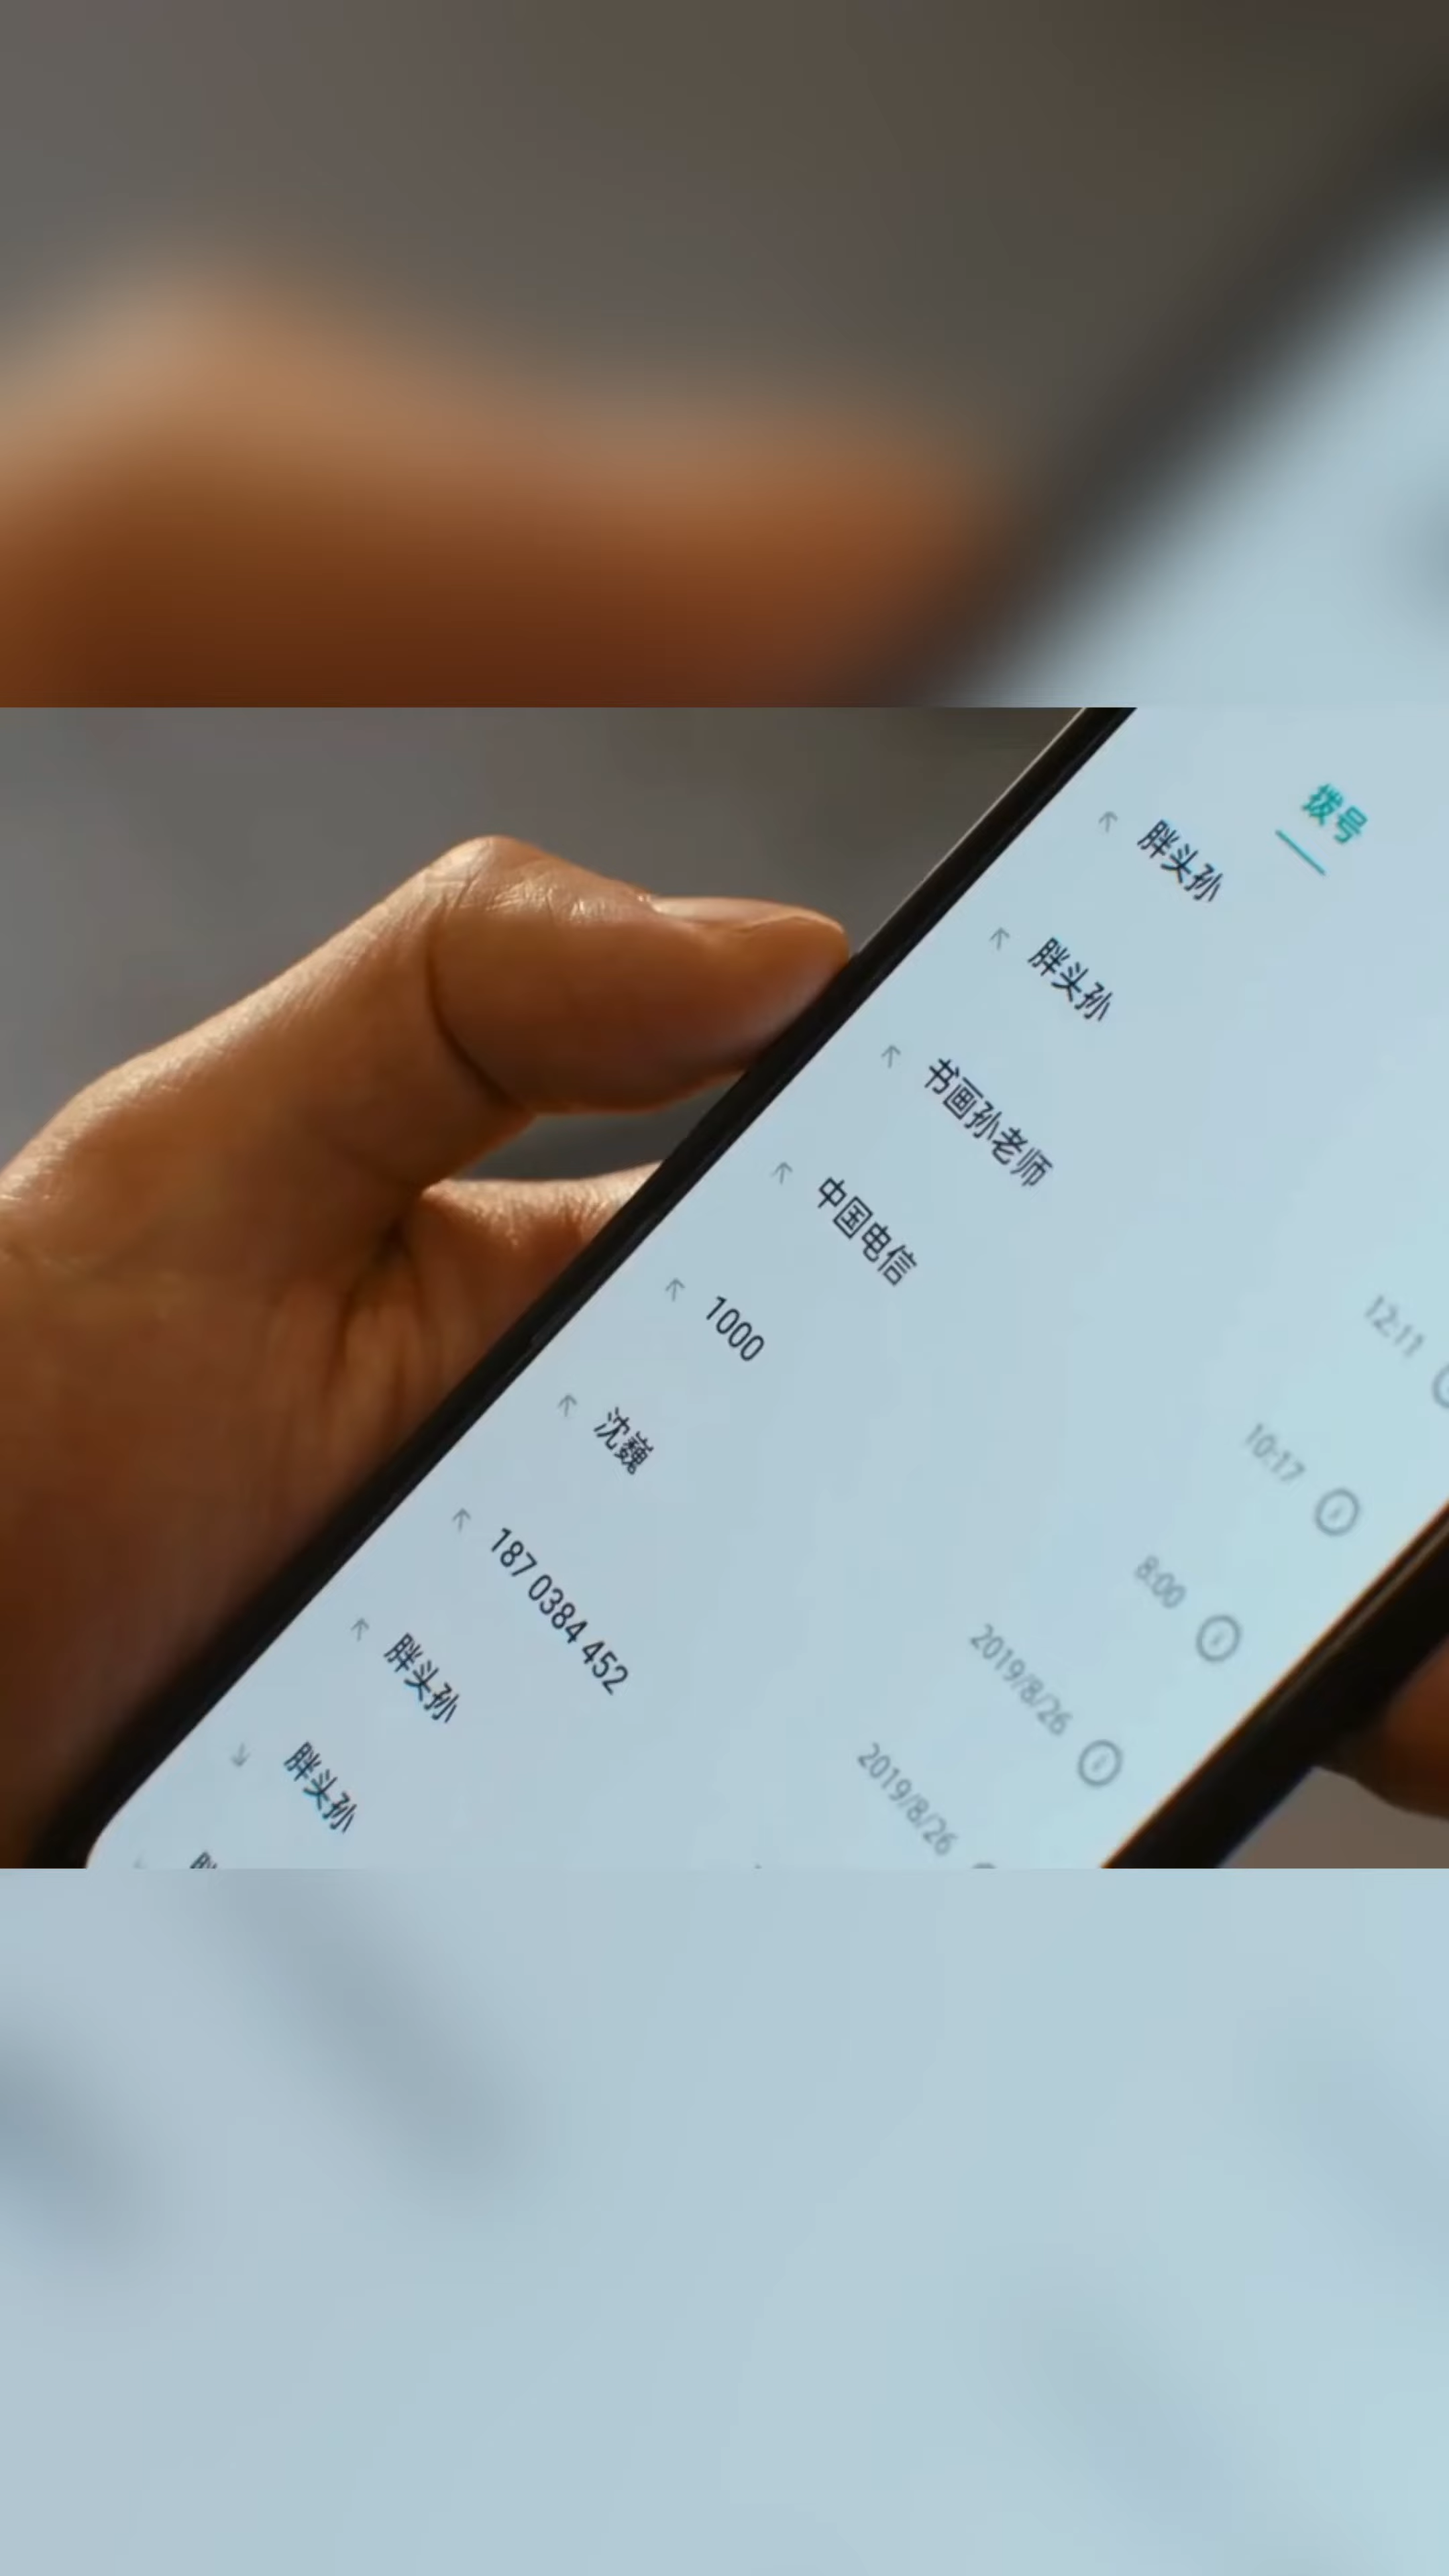 拨号
胖头孙
胖头孙
书画孙老师 12:11
中国电信 10:17
1000 8:00
沈巍 2019/8/26
187 0384 452 2019/8/26
胖头孙
胖头孙